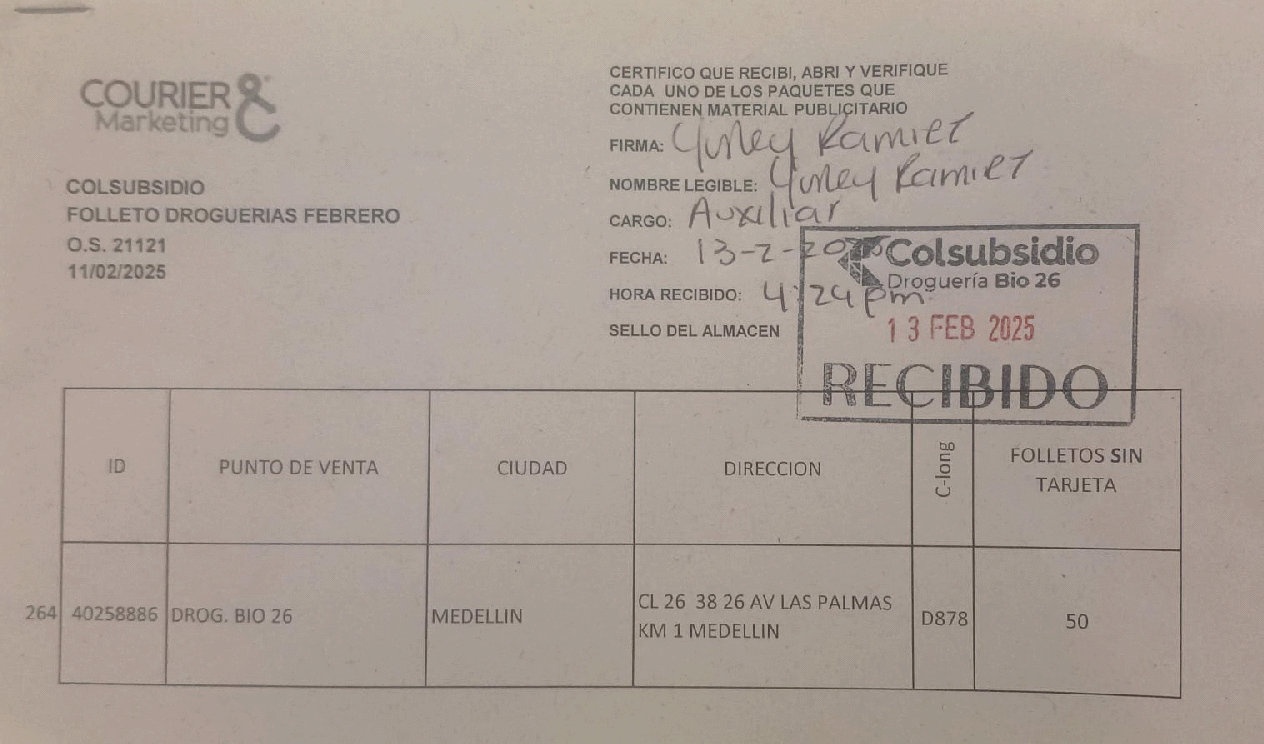 COURIER &
Marketing
COLSUBSIDIO
FOLLETO DROGUERIAS FEBRERO
O.S. 21121
11/02/2025
CERTIFICO QUE RECIBI, ABRI Y VERIFIQUE
CADA UNO DE LOS PAQUETES QUE
CONTIENEN MATERIAL PUBLICITARIO
FIRMA: Yurley Ramirez
NOMBRE LEGIBLE: Yurley Ramirez
CARGO: Auxiliar
FECHA: 13-2-2025
HORA RECIBIDO: 4:24 pm
SELLO DEL ALMACEN
Colsubsidio
Droguería Bio 26
13 FEB 2025
RECIBIDO
ID PUNTO DE VENTA CIUDAD DIRECCION C-long FOLLETOS SIN
TARJETA
264 40258886 DROG. BIO 26 MEDELLIN CL 26 38 26 AV LAS PALMAS
KM 1 MEDELLIN D878 50